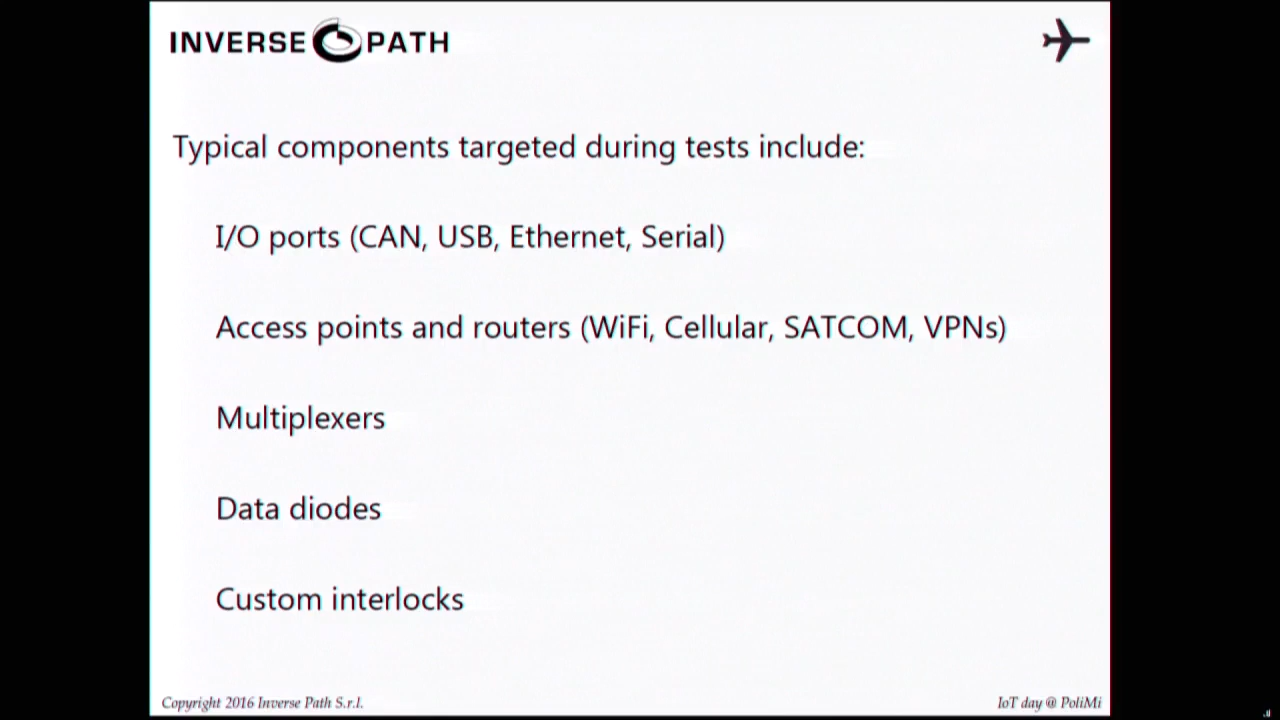 INVERSE PATH
Typical components targeted during tests include:
I/O ports (CAN, USB, Ethernet, Serial)
Access points and routers (WiFi, Cellular, SATCOM, VPNs)
Multiplexers
Data diodes
Custom interlocks
Copyright 2016 Inverse Path S.r.l.
IoT day @ PoliMi